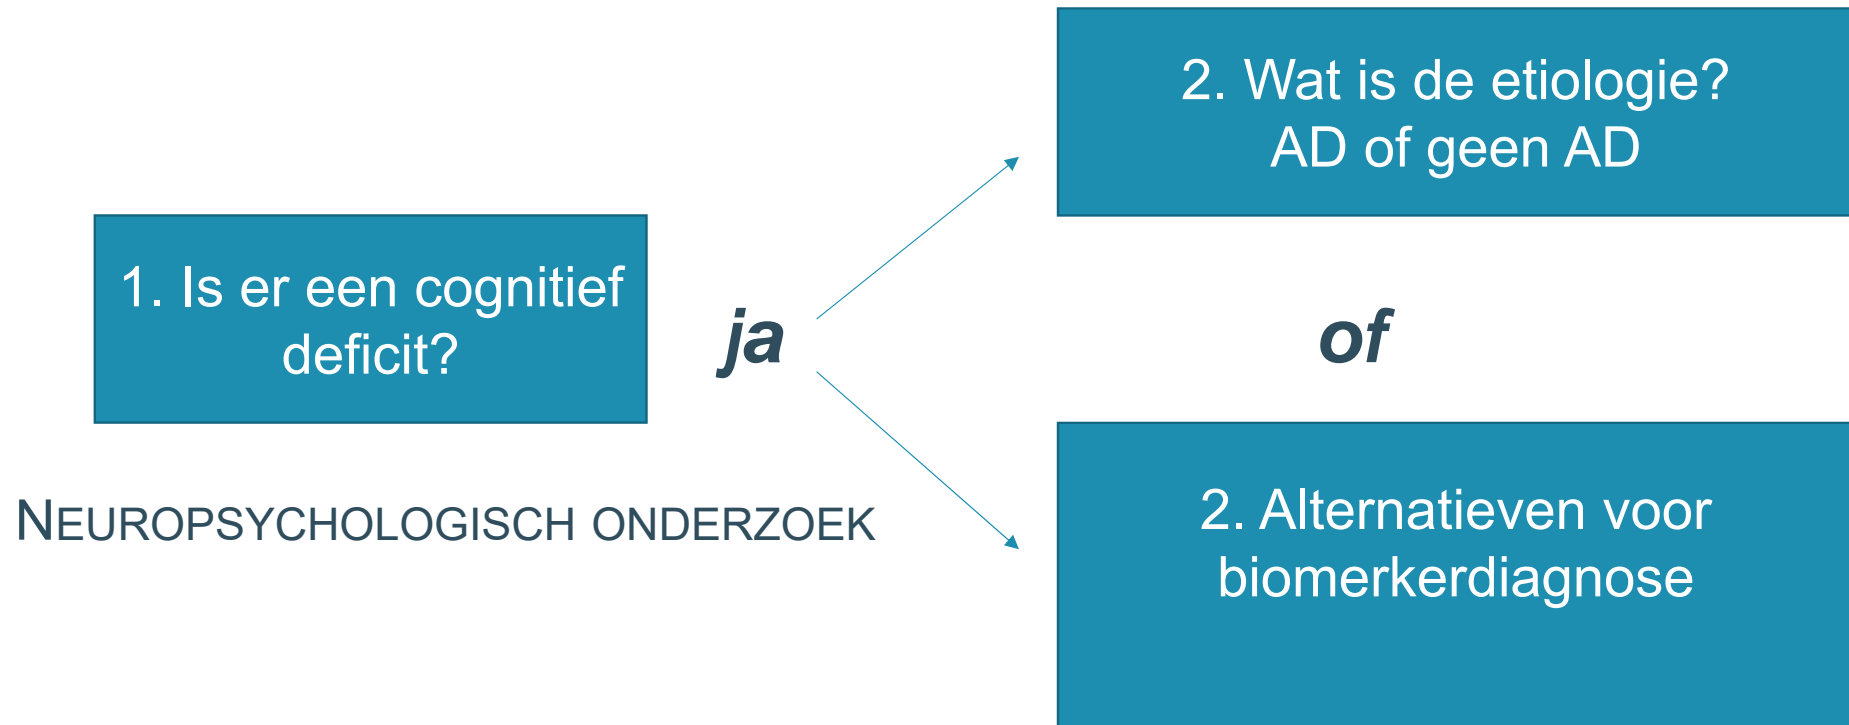 1. Is er een cognitief
deficit?
NEUROPSYCHOLOGISCH ONDERZOEK
ja
2. Wat is de etiologie?
AD of geen AD
of
2. Alternatieven voor
biomerkerdiagnose